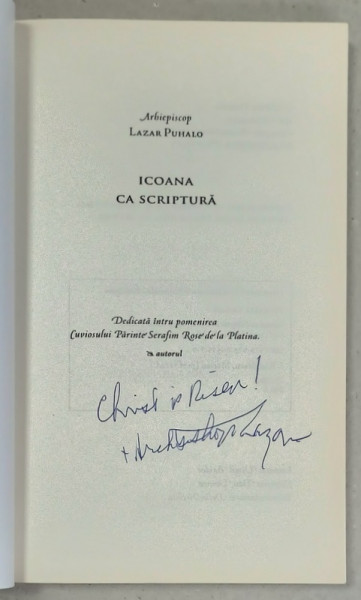 Arhiepiscop
LAZAR PUHALO
ICOANA
CA SCRIPTURĂ
Dedicată întru pomenirea
Cuviosului Părinte Serafim Rose de la Platina.
autorul
Christ is Risen!
+ Archbishop Lazar